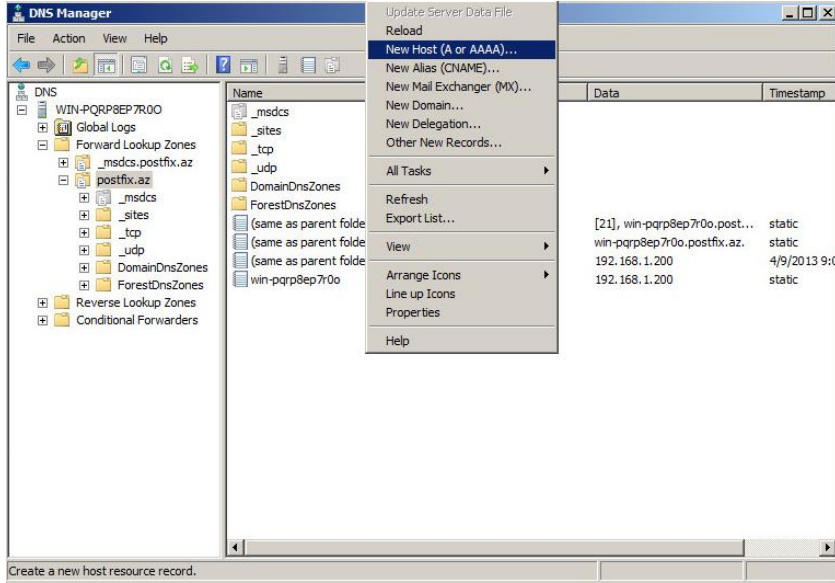 DNS Manager
File Action View Help
DNS
WIN-PQRP8EP7R0O
Global Logs
Forward Lookup Zones
_msdcs.postfix.az
postfix.az
_msdcs
_sites
_tcp
_udp
DomainDnsZones
ForestDnsZones
Reverse Lookup Zones
Conditional Forwarders
Name Data Timestamp
_msdcs
_sites
_tcp
_udp
DomainDnsZones
ForestDnsZones
(same as parent folde [21], win-pqrp8ep7r0o.post... static
(same as parent folde win-pqrp8ep7r0o.postfix.az. static
(same as parent folde 192.168.1.200 4/9/2013 9:0
win-pqrp8ep7r0o 192.168.1.200 static
Update Server Data File
Reload
New Host (A or AAAA)...
New Alias (CNAME)...
New Mail Exchanger (MX)...
New Domain...
New Delegation...
Other New Records...
All Tasks
Refresh
Export List...
View
Arrange Icons
Line up Icons
Properties
Help
Create a new host resource record.